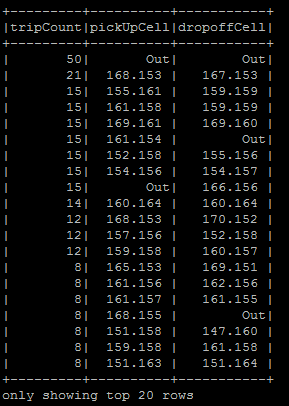 +---------+----------+-----------+
|tripCount|pickUpCell|dropoffCell|
+---------+----------+-----------+
|       50|       Out|        Out|
|       21|  168.153 |   167.153 |
|       15|  155.161 |   159.159 |
|       15|  161.158 |   159.159 |
|       15|  169.161 |   169.160 |
|       15|  161.154 |        Out|
|       15|  152.158 |   155.156 |
|       15|  154.156 |   154.157 |
|       15|       Out|   166.156 |
|       14|  160.164 |   160.164 |
|       12|  168.153 |   170.152 |
|       12|  157.156 |   152.158 |
|       12|  159.158 |   160.157 |
|        8|  165.153 |   169.151 |
|        8|  161.156 |   162.156 |
|        8|  161.157 |   161.155 |
|        8|  168.155 |        Out|
|        8|  151.158 |   147.160 |
|        8|  159.158 |   161.158 |
|        8|  151.163 |   151.164 |
+---------+----------+-----------+
only showing top 20 rows